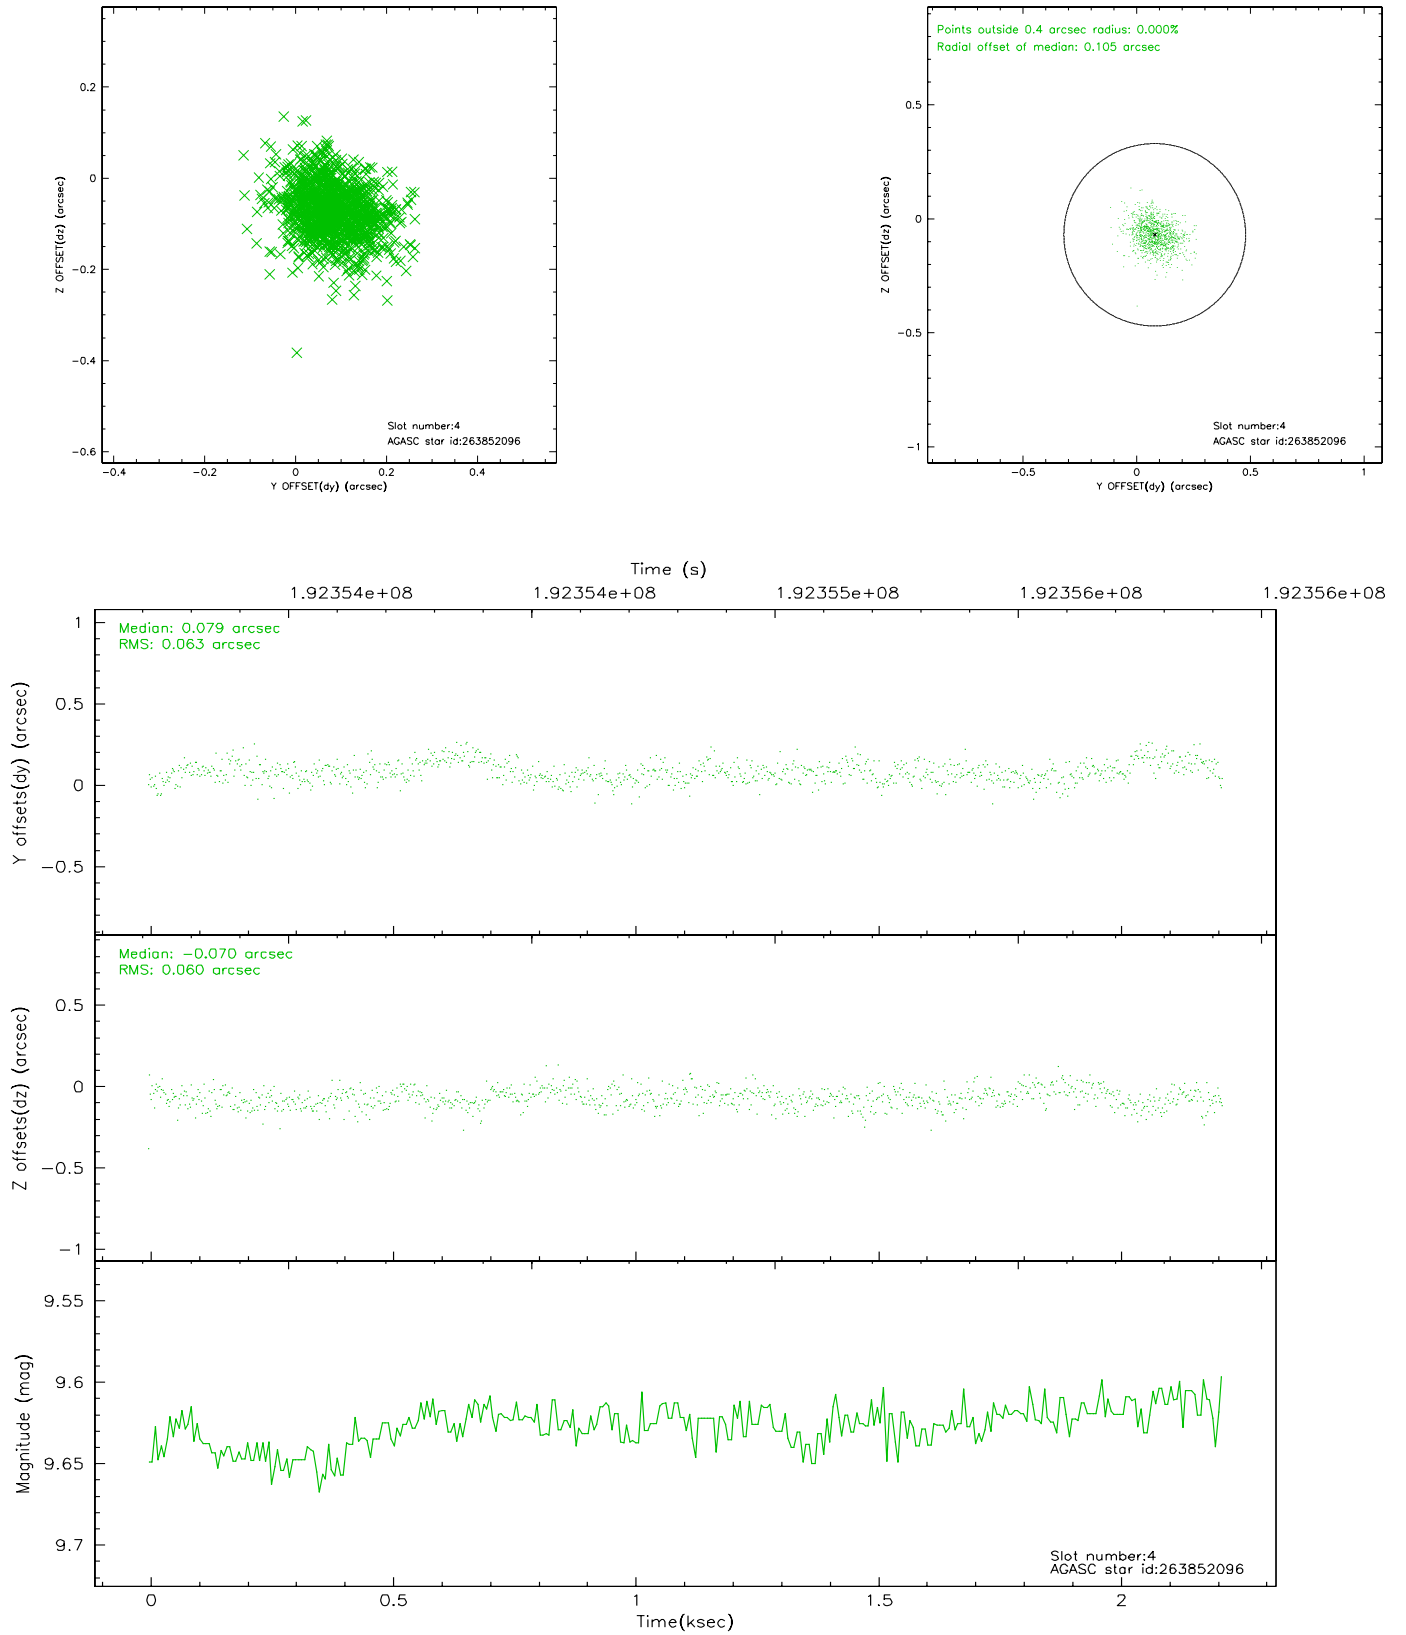 0.2
0
−0.2
−0.4
−0.6
Z OFFSET(dz) (arcsec)
−0.4 −0.2 0 0.2 0.4
Y OFFSET(dy) (arcsec)
Slot number:4
AGASC star id:263852096
Points outside 0.4 arcsec radius: 0.000%
Radial offset of median: 0.105 arcsec
0.5
0
−0.5
−1
Z OFFSET(dz) (arcsec)
−0.5 0 0.5 1
Y OFFSET(dy) (arcsec)
Slot number:4
AGASC star id:263852096
Time (s)
1.92354e+08 1.92354e+08 1.92355e+08 1.92356e+08 1.92356e+08
Median: 0.079 arcsec
RMS: 0.063 arcsec
1
0.5
0
−0.5
Y offsets(dy) (arcsec)
Median: −0.070 arcsec
RMS: 0.060 arcsec
0.5
0
−0.5
−1
Z offsets(dz) (arcsec)
9.55
9.6
9.65
9.7
Magnitude (mag)
Slot number:4
AGASC star id:263852096
0 0.5 1 1.5 2
Time(ksec)